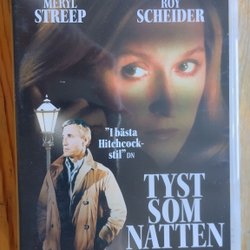 MERYL
STREEP
ROY
SCHEIDER
"I bästa
Hitchcock-
stil" DN
TYST
SOM
NATTEN